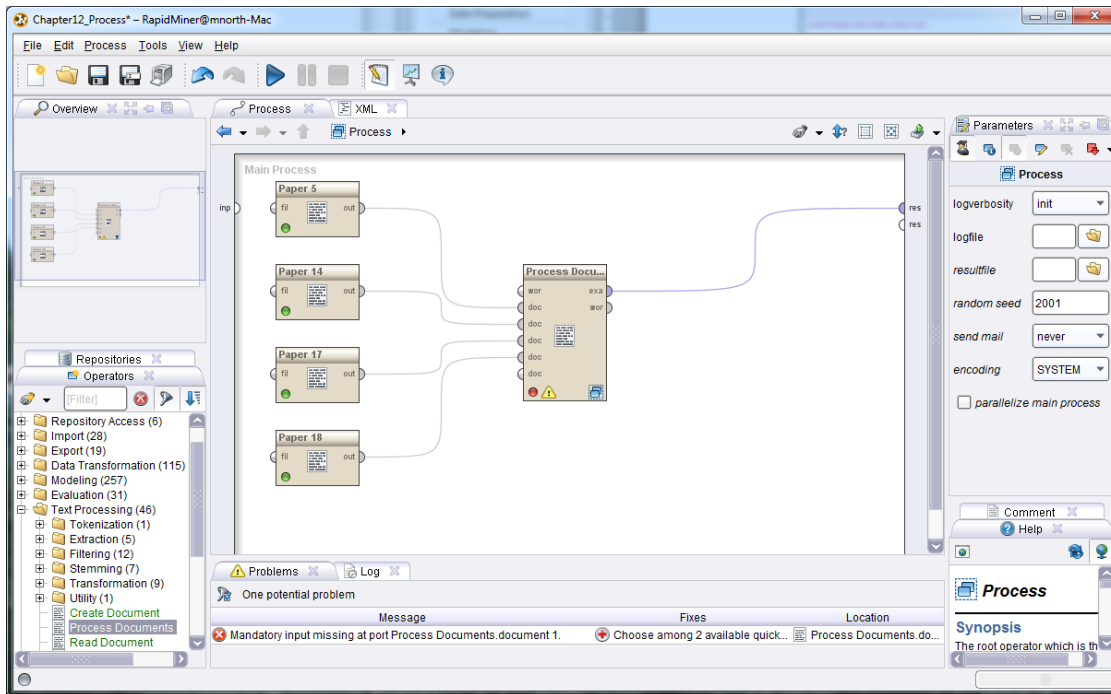 Chapter12_Process* – RapidMiner@mnorth-Mac
File Edit Process Tools View Help
Overview
Process
XML
Process
Main Process
inp
Paper 5
fil out
Paper 14
fil out
Paper 17
fil out
Paper 18
fil out
Process Docu...
wor exa
doc wor
doc
doc
doc
doc
res
res
Repositories
Operators
[Filter]
Repository Access (6)
Import (28)
Export (19)
Data Transformation (115)
Modeling (257)
Evaluation (31)
Text Processing (46)
Tokenization (1)
Extraction (5)
Filtering (12)
Stemming (7)
Transformation (9)
Utility (1)
Create Document
Process Documents
Read Document
Problems
Log
One potential problem
Message Fixes Location
Mandatory input missing at port Process Documents.document 1. Choose among 2 available quick... Process Documents.do...
Parameters
Process
logverbosity init
logfile
resultfile
random seed 2001
send mail never
encoding SYSTEM
parallelize main process
Comment
Help
Process
Synopsis
The root operator which is th